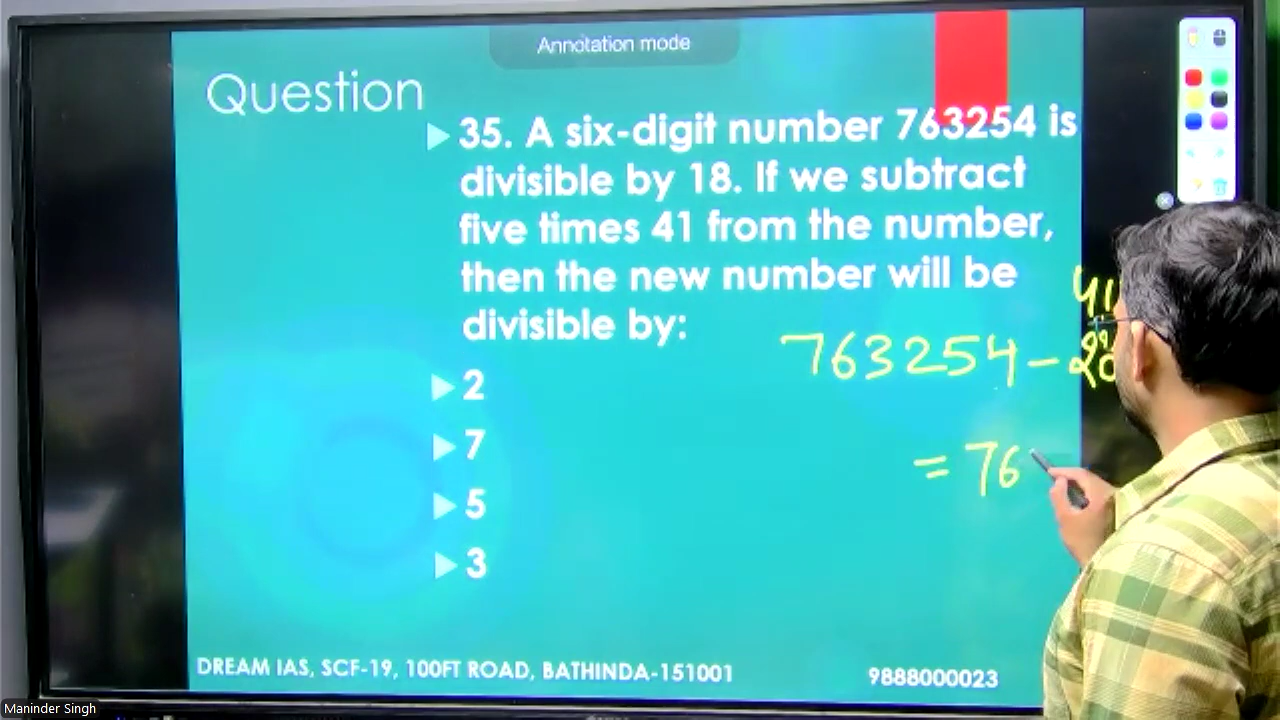 Annotation mode
Question
35. A six-digit number 763254 is
divisible by 18. If we subtract
five times 41 from the number,
then the new number will be
divisible by:
41
763254 - 20
2
= 76
7
5
3
DREAM IAS, SCF-19, 100FT ROAD, BATHINDA-151001 9888000023
Maninder Singh